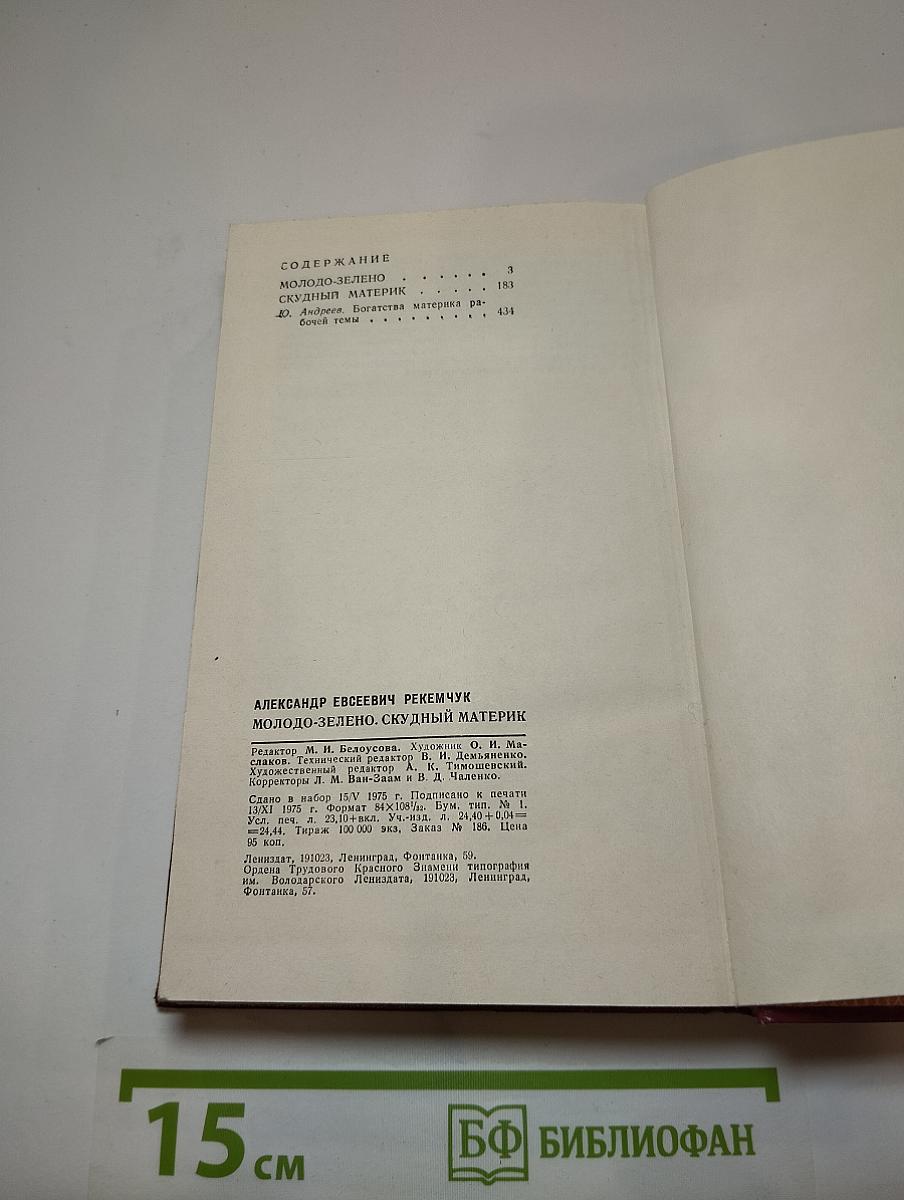 СОДЕРЖАНИЕ
МОЛОДО-ЗЕЛЕНО . . . . . . 3
СКУДНЫЙ МАТЕРИК . . . . . 183
Ю. Андреев. Богатства материка ра-
бочей темы . . . . . . . . . 434
АЛЕКСАНДР ЕВСЕЕВИЧ РЕКЕМЧУК
МОЛОДО-ЗЕЛЕНО. СКУДНЫЙ МАТЕРИК
Редактор М. И. Белоусова. Художник О. И. Ма-
слаков. Технический редактор В. И. Демьяненко.
Художественный редактор А. К. Тимошевский.
Корректоры Л. М. Ван-Заам и В. Д. Чаленко.
Сдано в набор 15/V 1975 г. Подписано к печати
13/XI 1975 г. Формат 84×108¹/₃₂. Бум. тип. № 1.
Усл. печ. л. 23,10+вкл. Уч.-изд. л. 24,40+0,04=
=24,44. Тираж 100 000 экз. Заказ № 186. Цена
95 коп.
Лениздат, 191023, Ленинград, Фонтанка, 59.
Ордена Трудового Красного Знамени типография
им. Володарского Лениздата, 191023, Ленинград,
Фонтанка, 57.
15 см
БФ БИБЛИОФАН